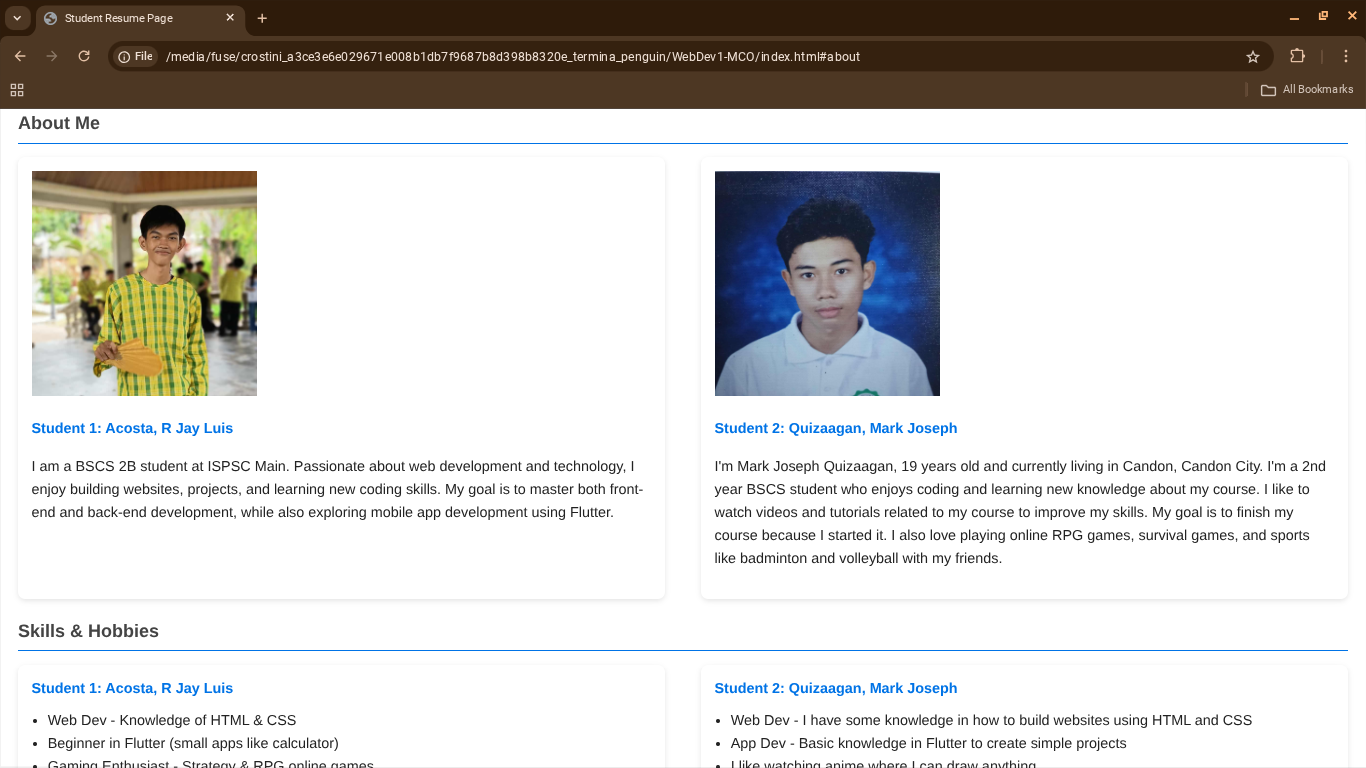 Student Resume Page
File
/media/fuse/crostini_a3ce3e6e029671e008b1db7f9687b8d398b8320e_termina_penguin/WebDev1-MCO/index.html#about
All Bookmarks
About Me
Student 1: Acosta, R Jay Luis
I am a BSCS 2B student at ISPSC Main. Passionate about web development and technology, I
enjoy building websites, projects, and learning new coding skills. My goal is to master both front-
end and back-end development, while also exploring mobile app development using Flutter.
Student 2: Quizaagan, Mark Joseph
I'm Mark Joseph Quizaagan, 19 years old and currently living in Candon, Candon City. I'm a 2nd
year BSCS student who enjoys coding and learning new knowledge about my course. I like to
watch videos and tutorials related to my course to improve my skills. My goal is to finish my
course because I started it. I also love playing online RPG games, survival games, and sports
like badminton and volleyball with my friends.
Skills & Hobbies
Student 1: Acosta, R Jay Luis
• Web Dev - Knowledge of HTML & CSS
• Beginner in Flutter (small apps like calculator)
• Gaming Enthusiast - Strategy & RPG online games
Student 2: Quizaagan, Mark Joseph
• Web Dev - I have some knowledge in how to build websites using HTML and CSS
• App Dev - Basic knowledge in Flutter to create simple projects
• I like watching anime where I can draw anything